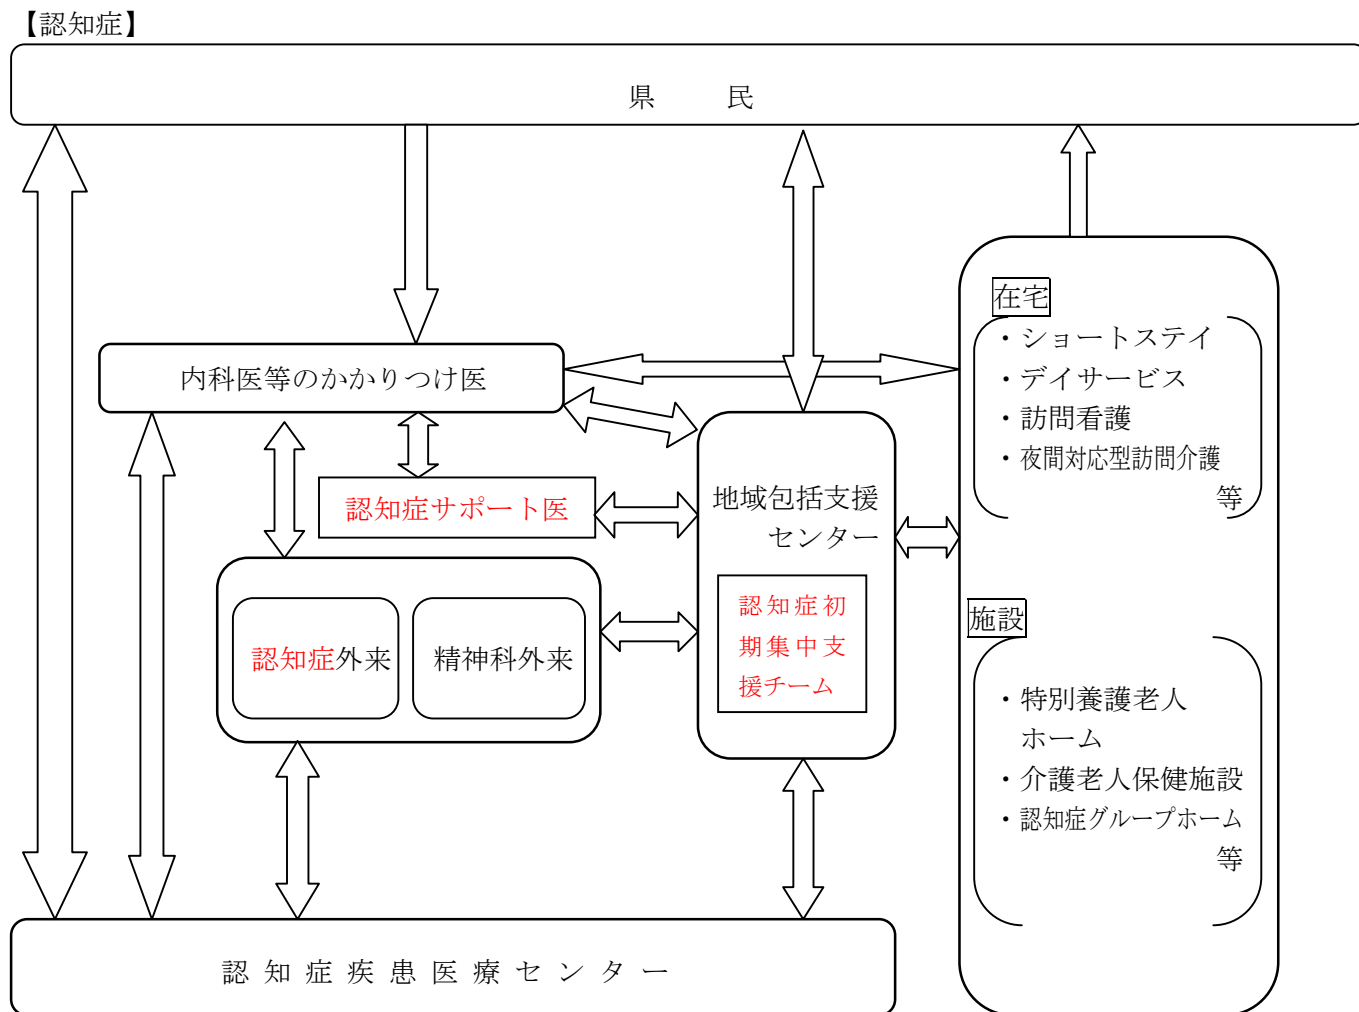 【認知症】
県　　民
内科医等のかかりつけ医
認知症サポート医
認知症外来
精神科外来
地域包括支援
センター
認知症初
期集中支
援チーム
在宅
・ショートステイ
・デイサービス
・訪問看護
・夜間対応型訪問介護
等
施設
・特別養護老人
ホーム
・介護老人保健施設
・認知症グループホーム
等
認知症疾患医療センター